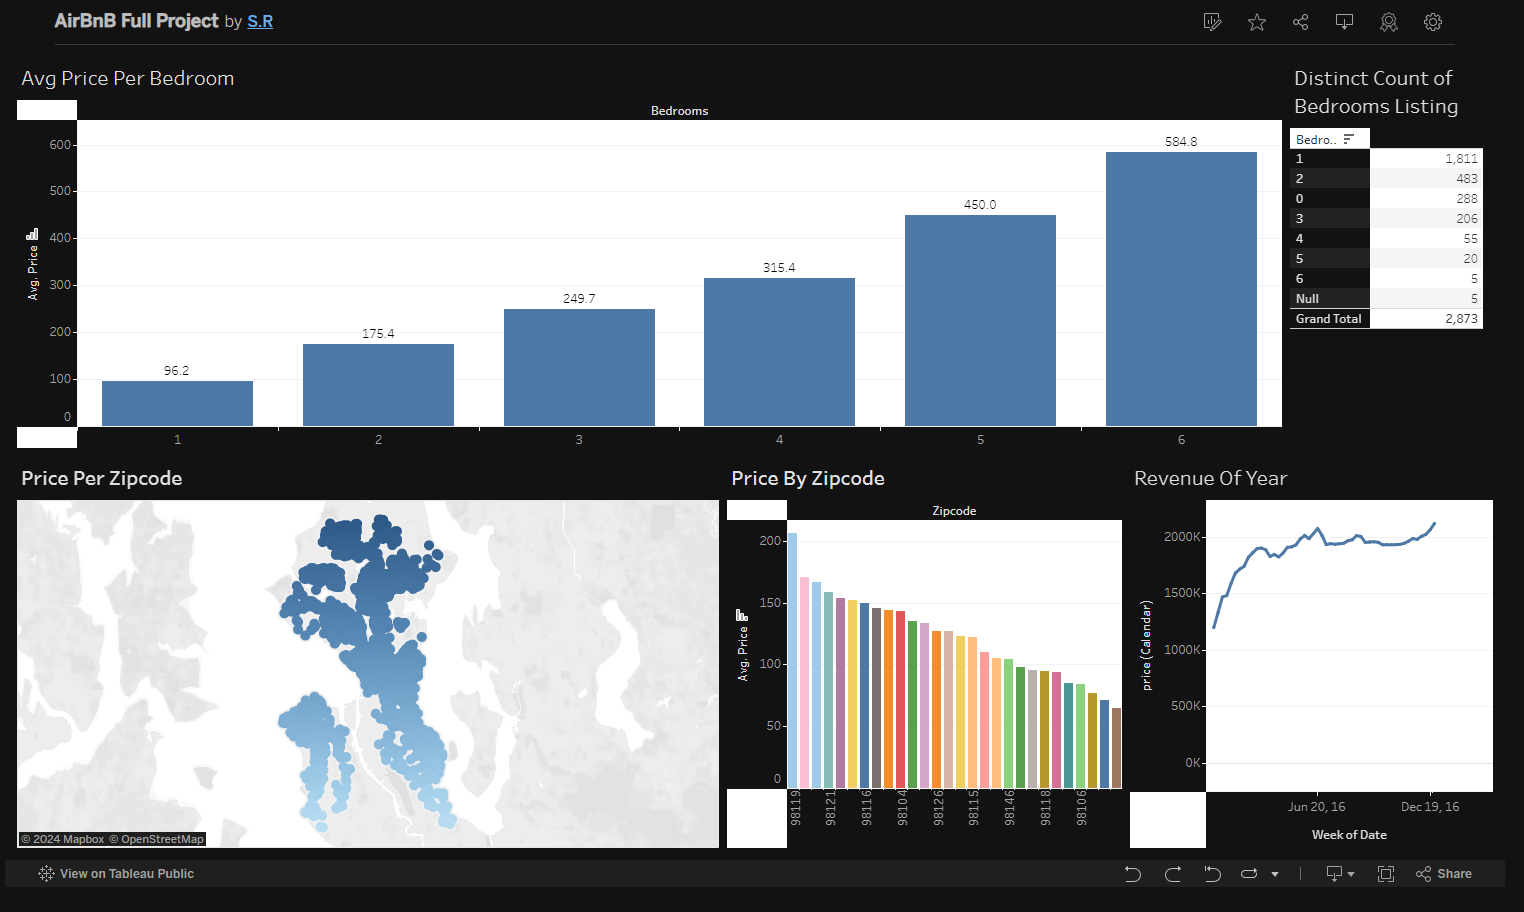 AirBnB Full Project by S.R
Avg Price Per Bedroom
Bedrooms
Avg. Price
600
500
400
300
200
100
0
96.2
175.4
249.7
315.4
450.0
584.8
1
2
3
4
5
6
Distinct Count of
Bedrooms Listing
Bedro..
1 1,811
2 483
0 288
3 206
4 55
5 20
6 5
Null 5
Grand Total 2,873
Price Per Zipcode
© 2024 Mapbox © OpenStreetMap
Price By Zipcode
Zipcode
Avg. Price
200
150
100
50
0
98119
98121
98116
98104
98126
98115
98146
98118
98106
Revenue Of Year
price (Calendar)
2000K
1500K
1000K
500K
0K
Jun 20, 16
Dec 19, 16
Week of Date
View on Tableau Public
Share